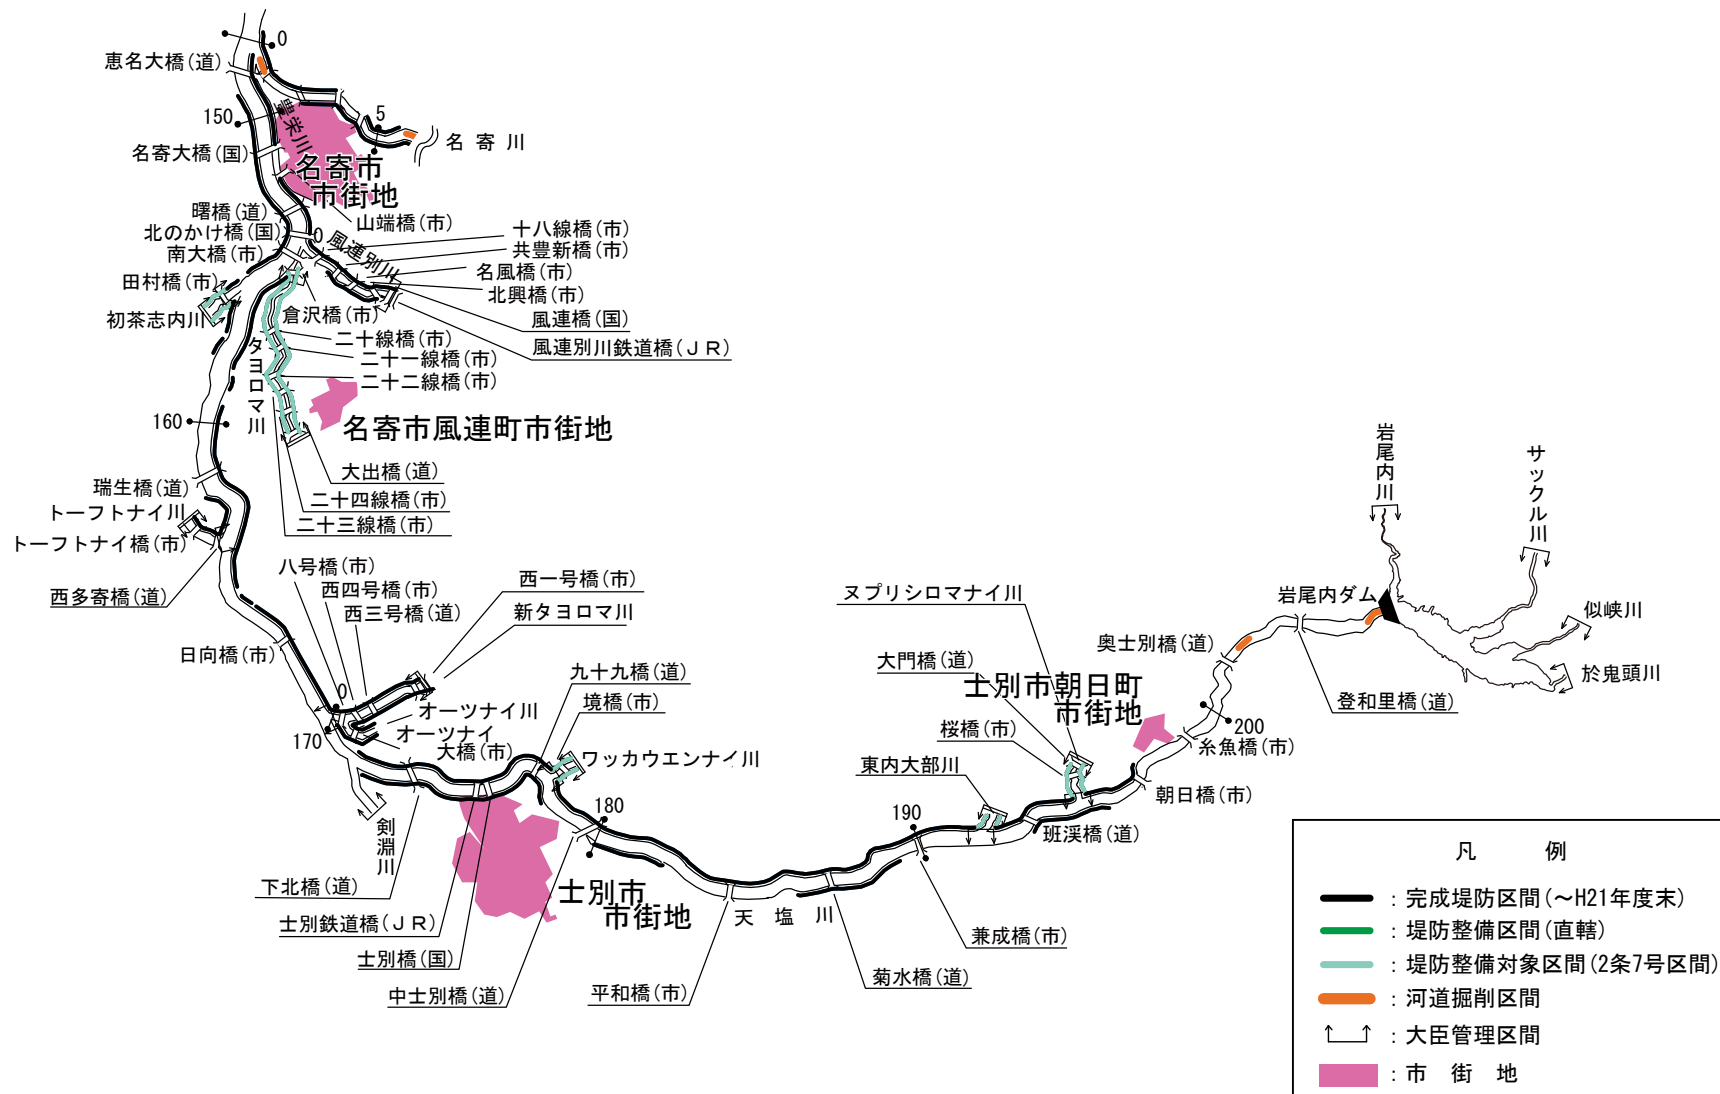 0
恵名大橋(道)
150
豊栄川
5
名寄川
名寄大橋(国)
名寄市
市街地
曙橋(道)
山端橋(市)
北のかけ橋(国)
0
風連別川
十八線橋(市)
共豊新橋(市)
南大橋(市)
名風橋(市)
田村橋(市)
北興橋(市)
初茶志内川
倉沢橋(市)
風連橋(国)
二十線橋(市)
風連別川鉄道橋(JR)
二十一線橋(市)
タヨロマ川
二十二線橋(市)
160
名寄市風連町市街地
大出橋(道)
瑞生橋(道)
二十四線橋(市)
トーフトナイ川
二十三線橋(市)
トーフトナイ橋(市)
西多寄橋(道)
八号橋(市)
西四号橋(市)
西三号橋(道)
西一号橋(市)
新タヨロマ川
日向橋(市)
0
オーツナイ川
オーツナイ
大橋(市)
170
九十九橋(道)
境橋(市)
ワッカウエンナイ川
剣淵川
180
下北橋(道)
士別鉄道橋(JR)
士別橋(国)
中士別橋(道)
士別市
市街地
平和橋(市)
天塩川
菊水橋(道)
兼成橋(市)
190
東内大部川
班渓橋(道)
ヌプリシロマナイ川
大門橋(道)
士別市朝日町
市街地
桜橋(市)
朝日橋(市)
糸魚橋(市)
200
奥士別橋(道)
登和里橋(道)
岩尾内ダム
岩尾内川
サックル川
似峡川
於鬼頭川
凡例
：完成堤防区間(～H21年度末)
：堤防整備区間(直轄)
：堤防整備対象区間(2条7号区間)
：河道掘削区間
：大臣管理区間
：市街地